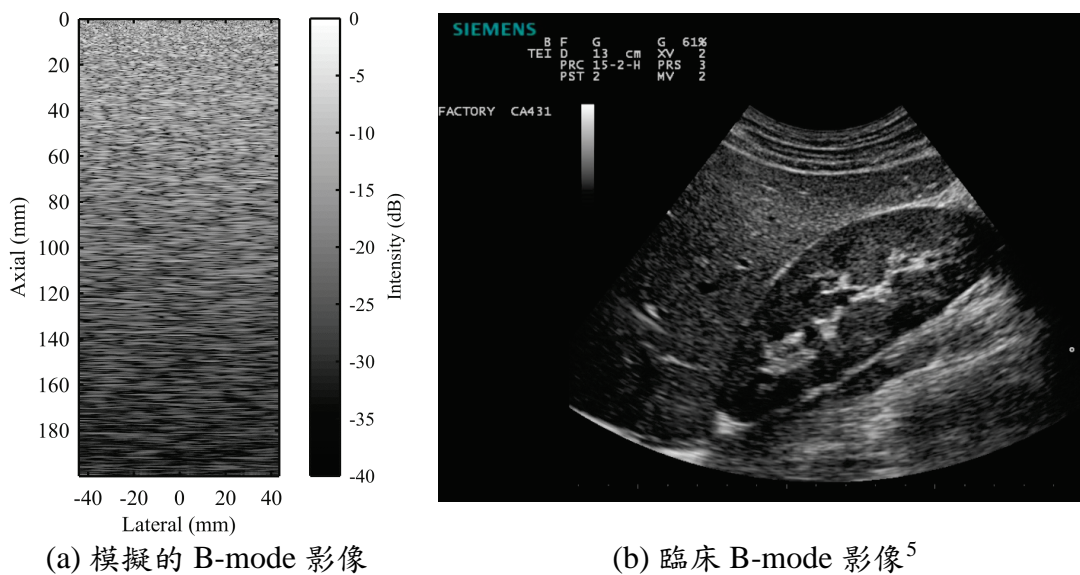 0
20
40
60
80
100
120
140
160
180
Axial (mm)
-40 -20 0 20 40
Lateral (mm)
0
-5
-10
-15
-20
-25
-30
-35
-40
Intensity (dB)
(a) 模擬的 B-mode 影像
SIEMENS
B F G G 61%
TEI D 13 cm XV 2
PRC 15-2-H PRS 3
PST 2 MV 2
FACTORY CA431
(b) 臨床 B-mode 影像5